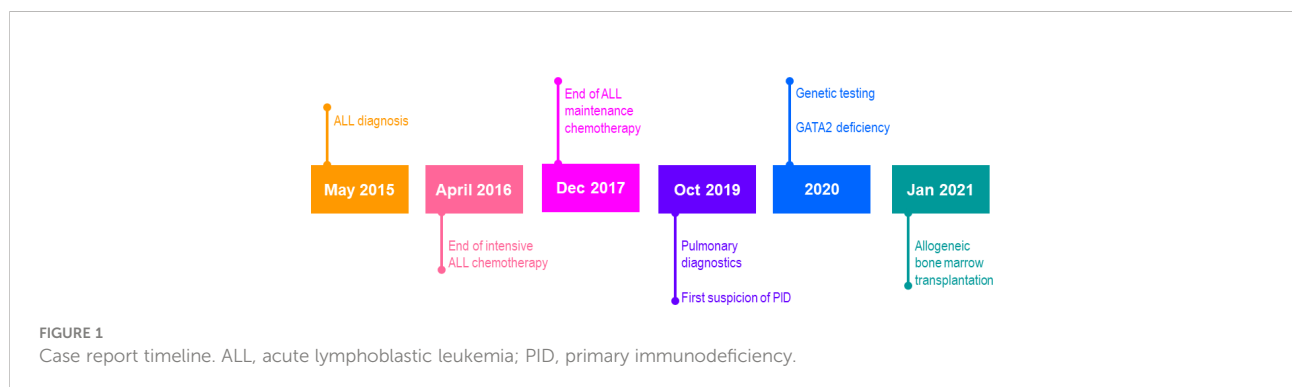 ALL diagnosis
End of ALL
maintenance
chemotherapy
Genetic testing
GATA2 deficiency
May 2015
April 2016
Dec 2017
Oct 2019
2020
Jan 2021
End of intensive
ALL chemotherapy
Pulmonary
diagnostics
First suspicion of PID
Allogeneic
bone marrow
transplantation
FIGURE 1
Case report timeline. ALL, acute lymphoblastic leukemia; PID, primary immunodeficiency.